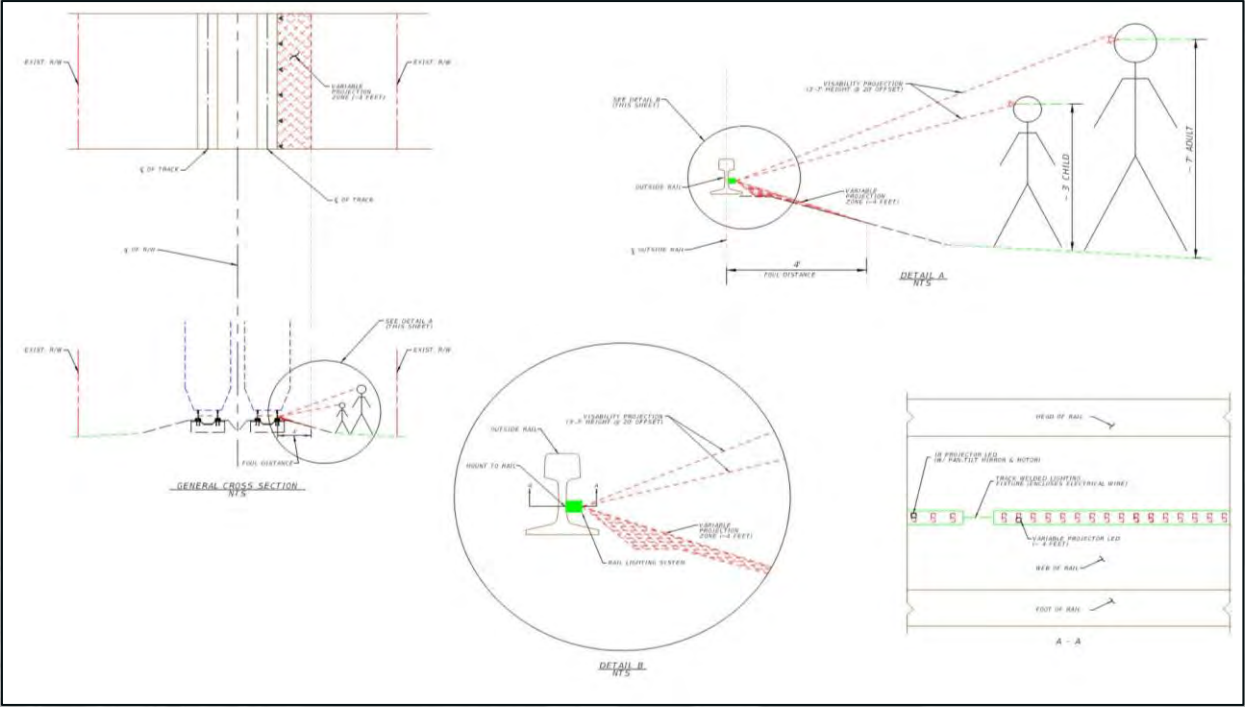 EXIST. R/W
EXIST. R/W
VARIABLE
PROJECTION
ZONE (~4 FEET)
℄ OF TRACK
℄ OF TRACK
℄ OF R/W
SEE DETAIL A
(THIS SHEET)
EXIST. R/W
EXIST. R/W
FOUL DISTANCE
GENERAL CROSS SECTION
NTS
SEE DETAIL B
(THIS SHEET)
VISABILITY PROJECTION
(3'-7' HEIGHT @ 20' OFFSET)
OUTSIDE RAIL
VARIABLE
PROJECTION
ZONE (~4 FEET)
~ 3' CHILD
~ 7' ADULT
℄ OUTSIDE RAIL
4'
FOUL DISTANCE
DETAIL A
NTS
VISABILITY PROJECTION
(3'-7' HEIGHT @ 20' OFFSET)
OUTSIDE RAIL
MOUNT TO RAIL
A
A
VARIABLE
PROJECTION
ZONE (~4 FEET)
RAIL LIGHTING SYSTEM
DETAIL B
NTS
HEAD OF RAIL
PROJECTOR LED
(W/ PAN-TILT MIRROR & MOTOR)
TRACK WELDED LIGHTING
FIXTURE (ENCLOSES ELECTRICAL WIRE)
VARIABLE PROJECTOR LED
(~ 4 FEET)
WEB OF RAIL
FOOT OF RAIL
A - A